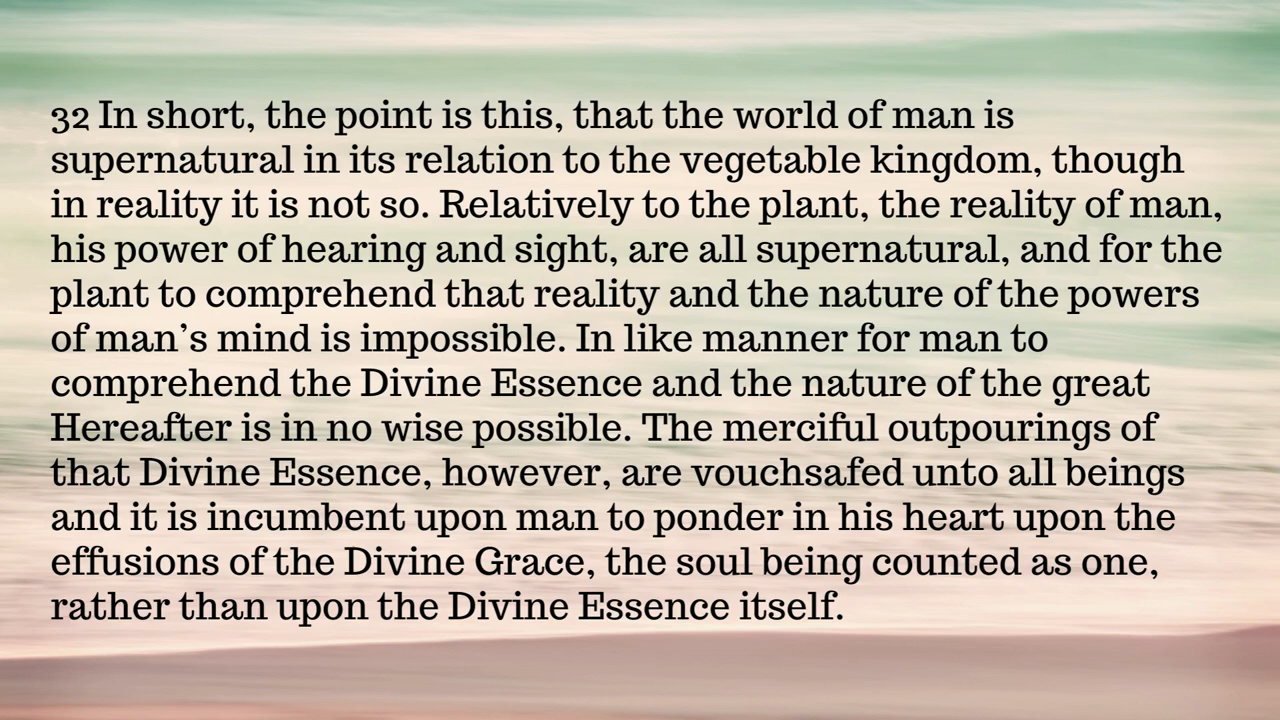 32 In short, the point is this, that the world of man is
supernatural in its relation to the vegetable kingdom, though
in reality it is not so. Relatively to the plant, the reality of man,
his power of hearing and sight, are all supernatural, and for the
plant to comprehend that reality and the nature of the powers
of man’s mind is impossible. In like manner for man to
comprehend the Divine Essence and the nature of the great
Hereafter is in no wise possible. The merciful outpourings of
that Divine Essence, however, are vouchsafed unto all beings
and it is incumbent upon man to ponder in his heart upon the
effusions of the Divine Grace, the soul being counted as one,
rather than upon the Divine Essence itself.